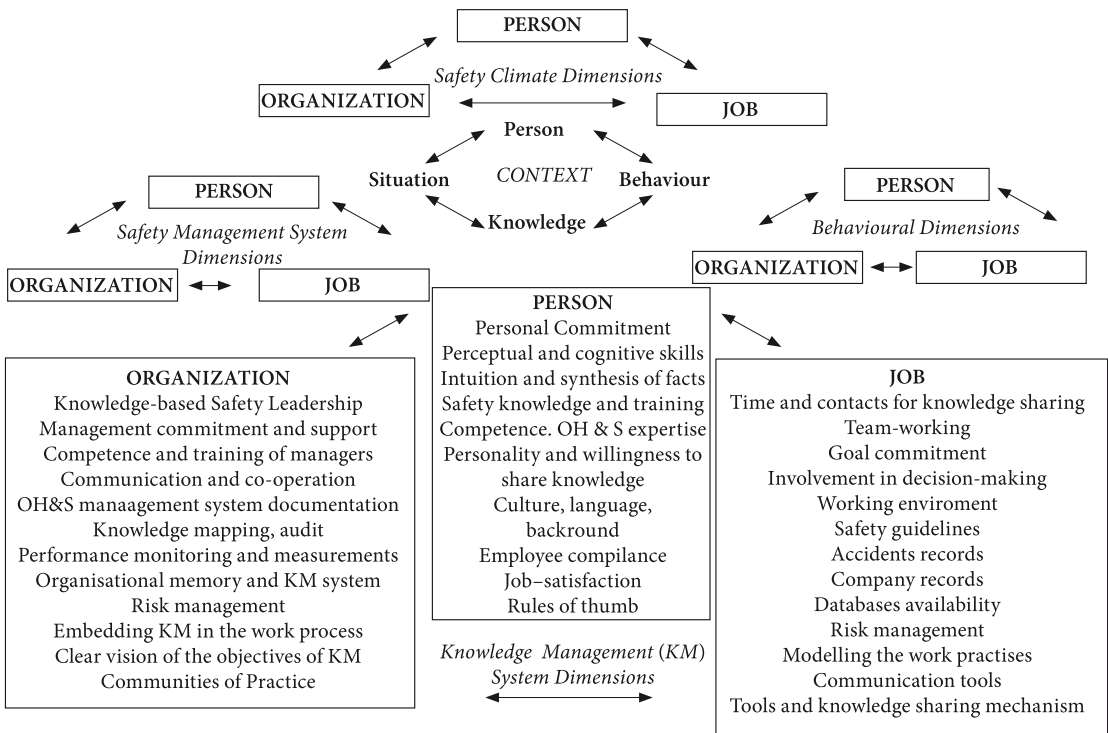 PERSON
Safety Climate Dimensions
ORGANIZATION
JOB
Person
Situation
CONTEXT
Behaviour
Knowledge
PERSON
Safety Management System
Dimensions
ORGANIZATION
JOB
PERSON
Behavioural Dimensions
ORGANIZATION
JOB
ORGANIZATION
Knowledge-based Safety Leadership
Management commitment and support
Competence and training of managers
Communication and co-operation
OH&S manaagement system documentation
Knowledge mapping, audit
Performance monitoring and measurements
Organisational memory and KM system
Risk management
Embedding KM in the work process
Clear vision of the objectives of KM
Communities of Practice
PERSON
Personal Commitment
Perceptual and cognitive skills
Intuition and synthesis of facts
Safety knowledge and training
Competence. OH & S expertise
Personality and willingness to
share knowledge
Culture, language,
backround
Employee compilance
Job–satisfaction
Rules of thumb
Knowledge Management (KM)
System Dimensions
JOB
Time and contacts for knowledge sharing
Team-working
Goal commitment
Involvement in decision-making
Working enviroment
Safety guidelines
Accidents records
Company records
Databases availability
Risk management
Modelling the work practises
Communication tools
Tools and knowledge sharing mechanism